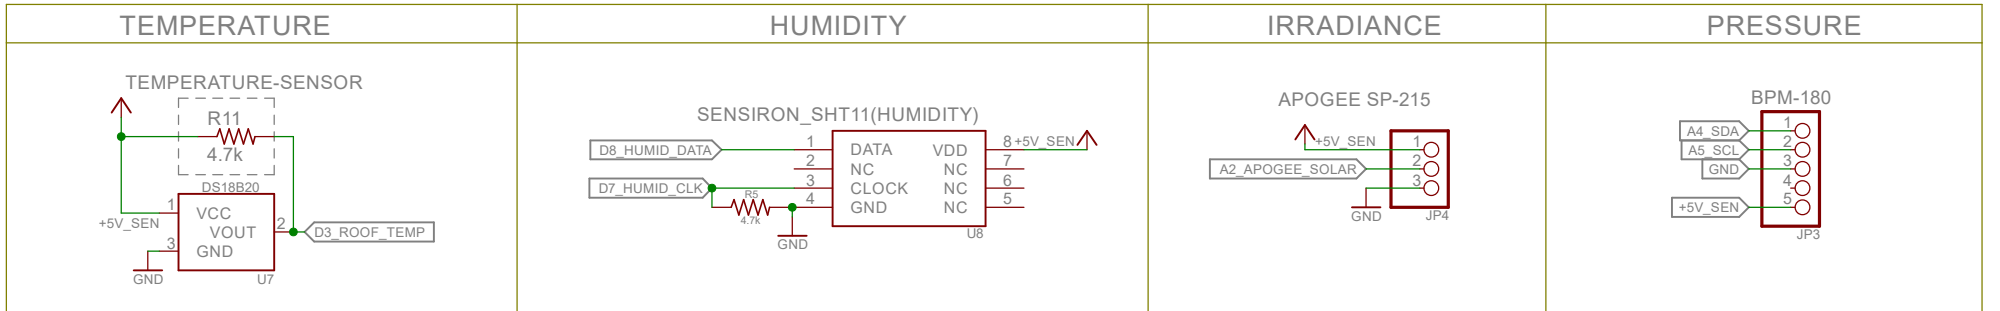 TEMPERATURE
HUMIDITY
IRRADIANCE
PRESSURE
TEMPERATURE-SENSOR
R11
4.7k
DS18B20
1
VCC
+5V_SEN
VOUT
2
D3_ROOF_TEMP
3
GND
GND
U7
SENSIRON_SHT11(HUMIDITY)
D8_HUMID_DATA
1
DATA
VDD
8
+5V_SEN
2
NC
NC
7
D7_HUMID_CLK
3
CLOCK
NC
6
R5
4.7k
4
GND
NC
5
GND
U8
APOGEE SP-215
+5V_SEN
1
A2_APOGEE_SOLAR
2
3
GND
JP4
BPM-180
A4_SDA
1
A5_SCL
2
GND
3
4
+5V_SEN
5
JP3